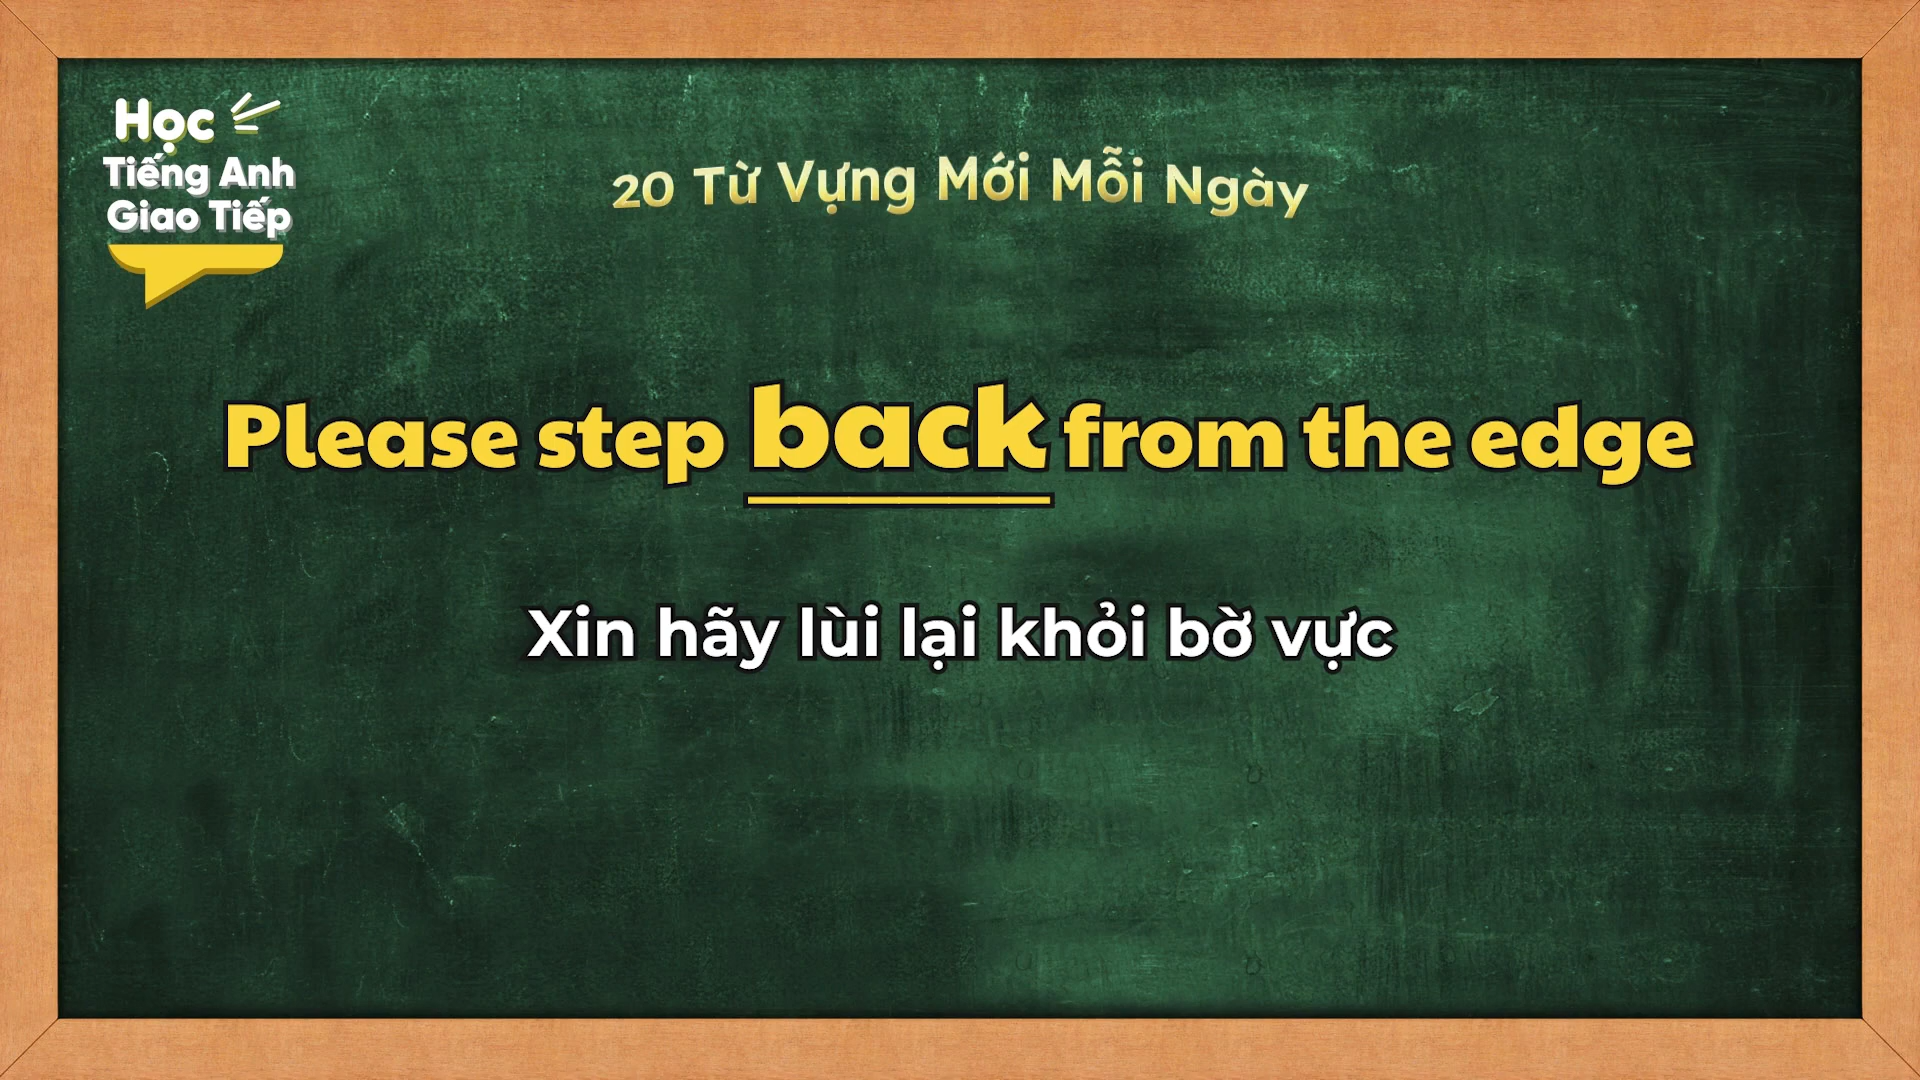 Học
Tiếng Anh
Giao Tiếp
20 Từ Vựng Mới Mỗi Ngày
Please step back from the edge
Xin hãy lùi lại khỏi bờ vực